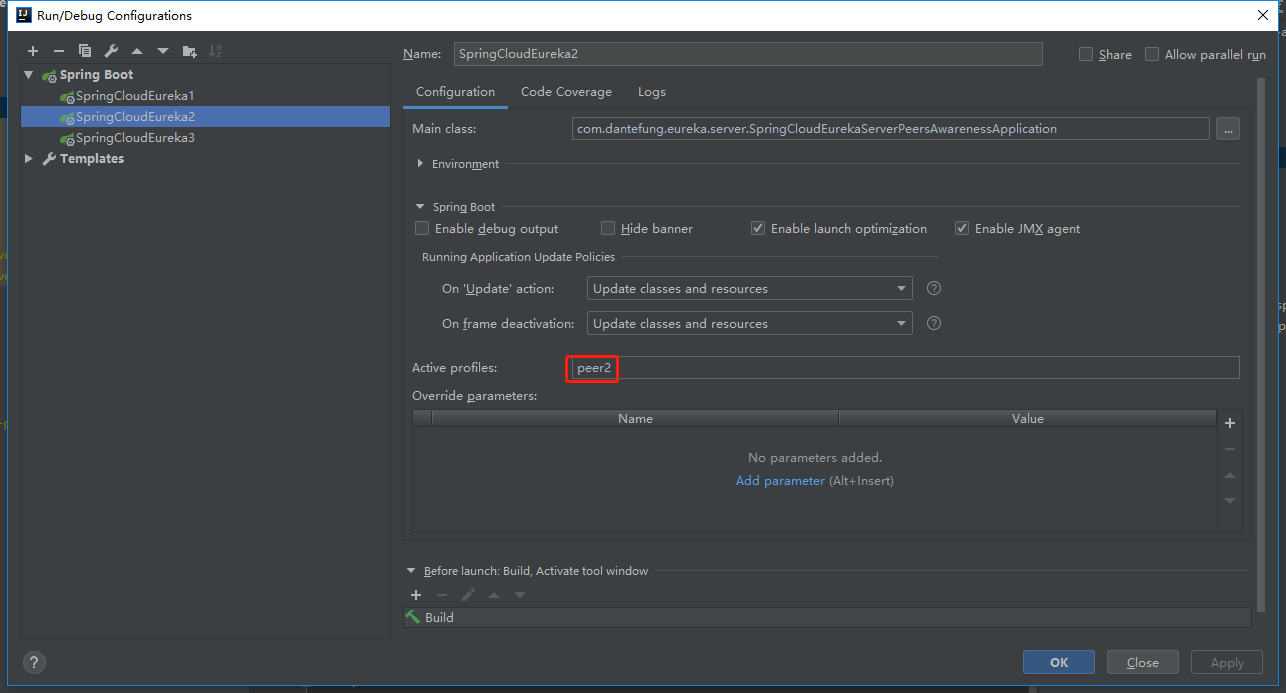 Run/Debug Configurations
Name: SpringCloudEureka2 Share Allow parallel run
Spring Boot
SpringCloudEureka1
SpringCloudEureka2
SpringCloudEureka3
Templates
Configuration Code Coverage Logs
Main class: com.dantefung.eureka.server.SpringCloudEurekaServerPeersAwarenessApplication ...
Environment
Spring Boot
Enable debug output Hide banner Enable launch optimization Enable JMX agent
Running Application Update Policies
On 'Update' action: Update classes and resources ?
On frame deactivation: Update classes and resources ?
Active profiles: peer2
Override parameters:
Name Value
No parameters added.
Add parameter (Alt+Insert)
Before launch: Build, Activate tool window
Build
? OK Close Apply